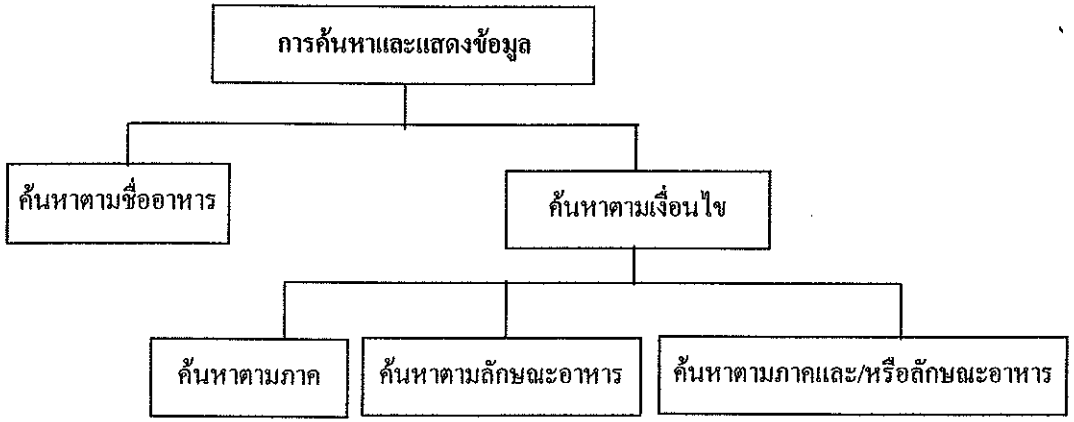 การค้นหาและแสดงข้อมูล
ค้นหาตามชื่ออาหาร
ค้นหาตามเงื่อนไข
ค้นหาตามภาค
ค้นหาตามลักษณะอาหาร
ค้นหาตามภาคและ/หรือลักษณะอาหาร